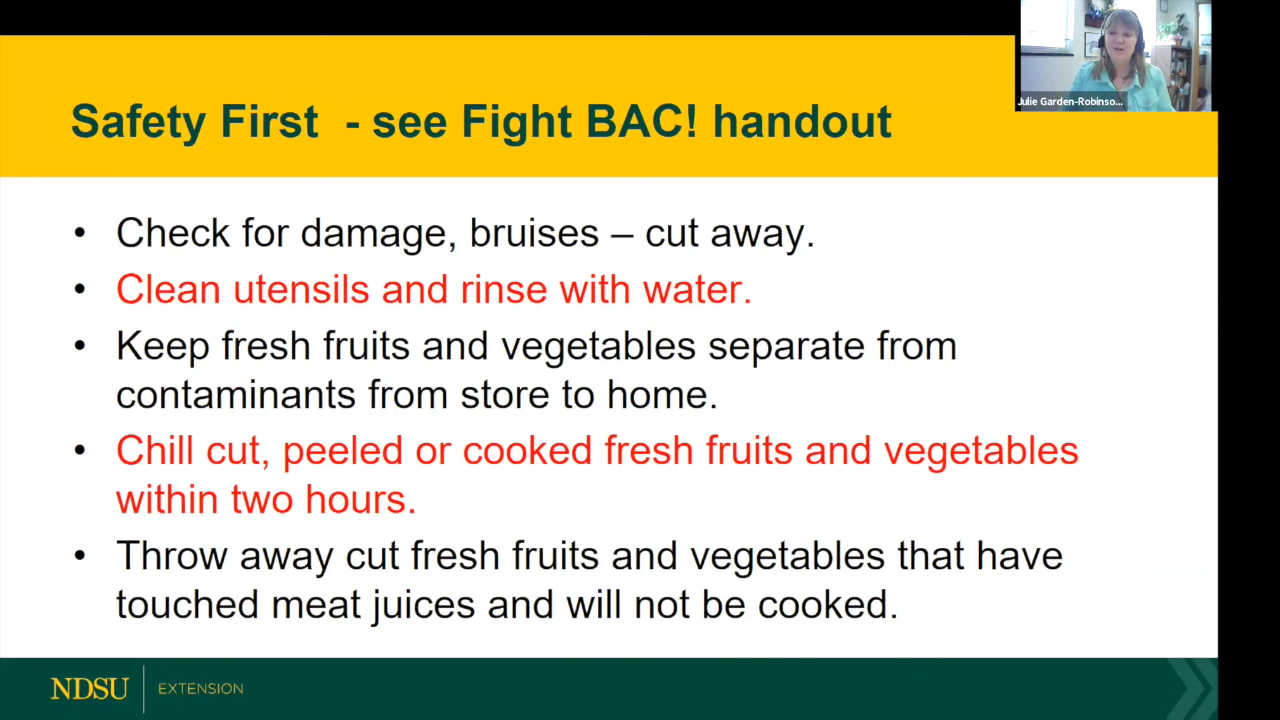 Julie Garden-Robinso...
Safety First - see Fight BAC! handout
• Check for damage, bruises – cut away.
• Clean utensils and rinse with water.
• Keep fresh fruits and vegetables separate from
contaminants from store to home.
• Chill cut, peeled or cooked fresh fruits and vegetables
within two hours.
• Throw away cut fresh fruits and vegetables that have
touched meat juices and will not be cooked.
NDSU EXTENSION